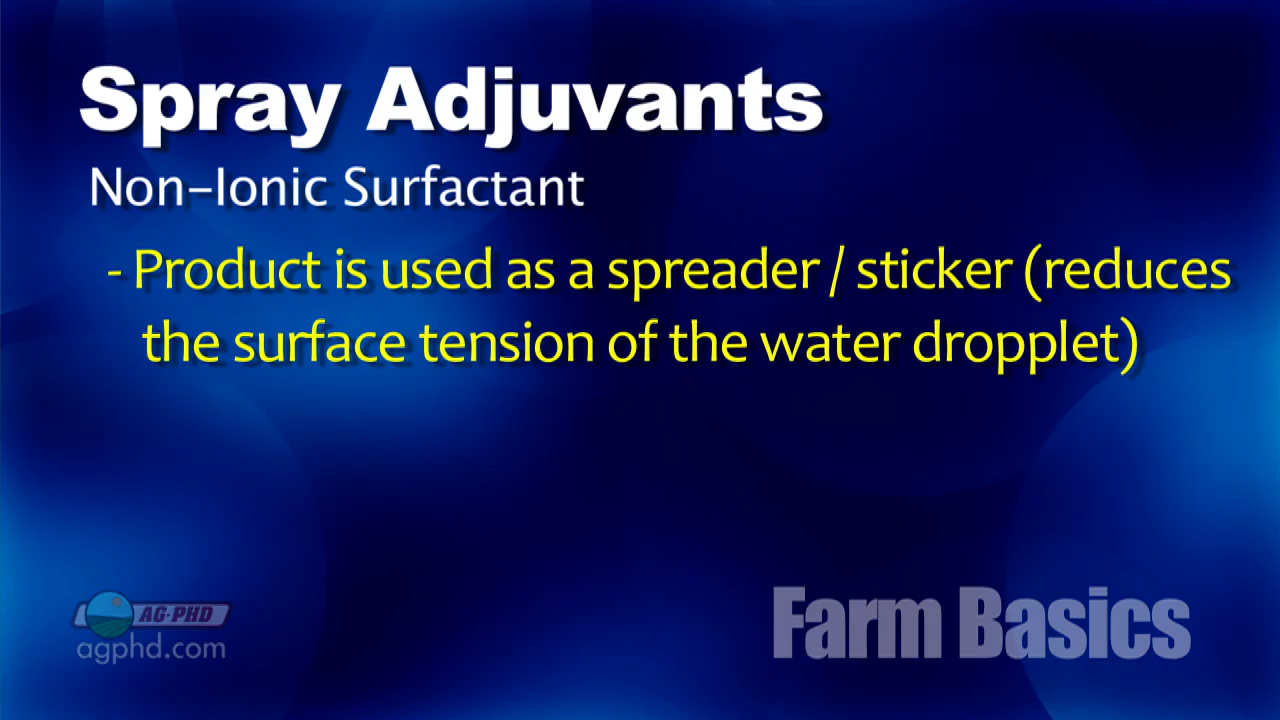 Spray Adjuvants
Non-Ionic Surfactant
- Product is used as a spreader / sticker (reduces
the surface tension of the water dropplet)
AG·PHD
agphd.com
Farm Basics